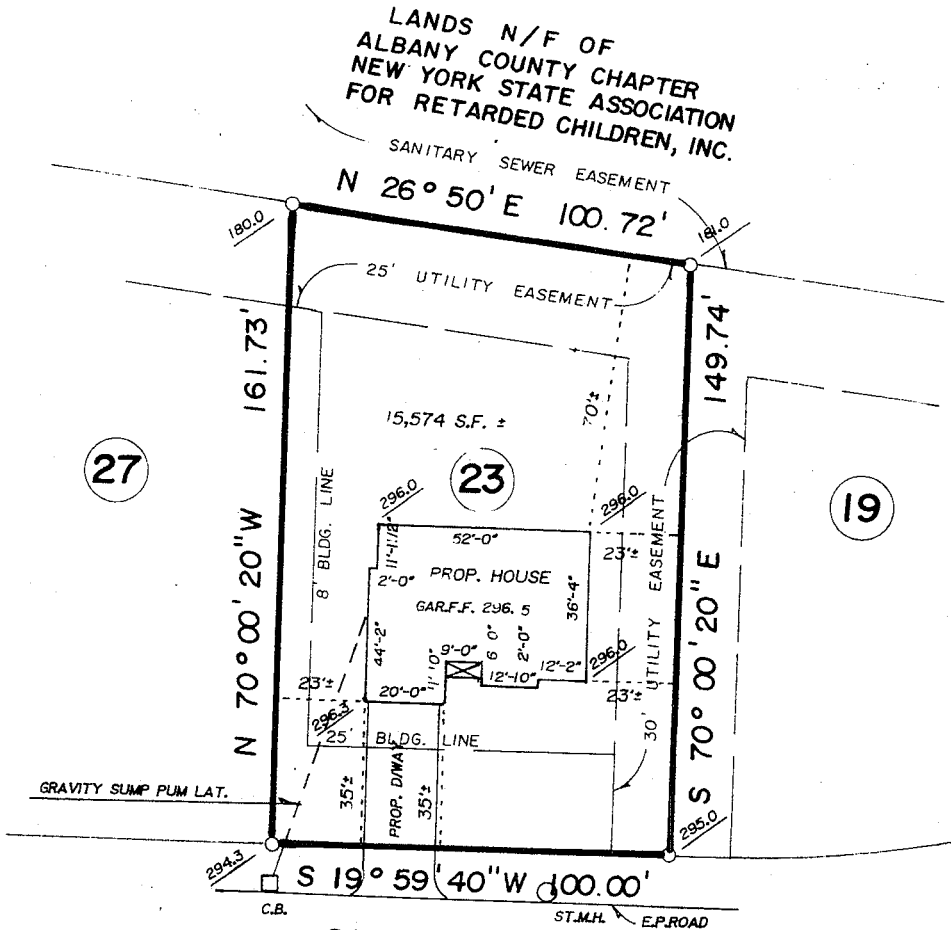 LANDS N/F OF
ALBANY COUNTY CHAPTER
NEW YORK STATE ASSOCIATION
FOR RETARDED CHILDREN, INC.
SANITARY SEWER EASEMENT
N 26° 50' E 100.72'
180.0
181.0
25' UTILITY EASEMENT
161.73'
149.74'
70'±
15,574 S.F. ±
27
23
19
296.0
296.0
8' BLDG. LINE
11'-11/2"
52'-0"
23'±
2'-0"
PROP. HOUSE
36'-4"
GAR.F.F. 296.5
30' UTILITY EASEMENT
N 70° 00' 20" W
S 70° 00' 20" E
44'-2"
9'-0"
6' 0"
2'-0"
12'-2"
296.0
11' 10"
12'-10"
23'±
20'-0"
23'±
296.3
25' BLDG. LINE
GRAVITY SUMP PUM LAT.
35'±
PROP. D/WAY
35'±
295.0
294.3
S 19° 59' 40" W 100.00'
C.B.
ST.M.H.
E.P.ROAD